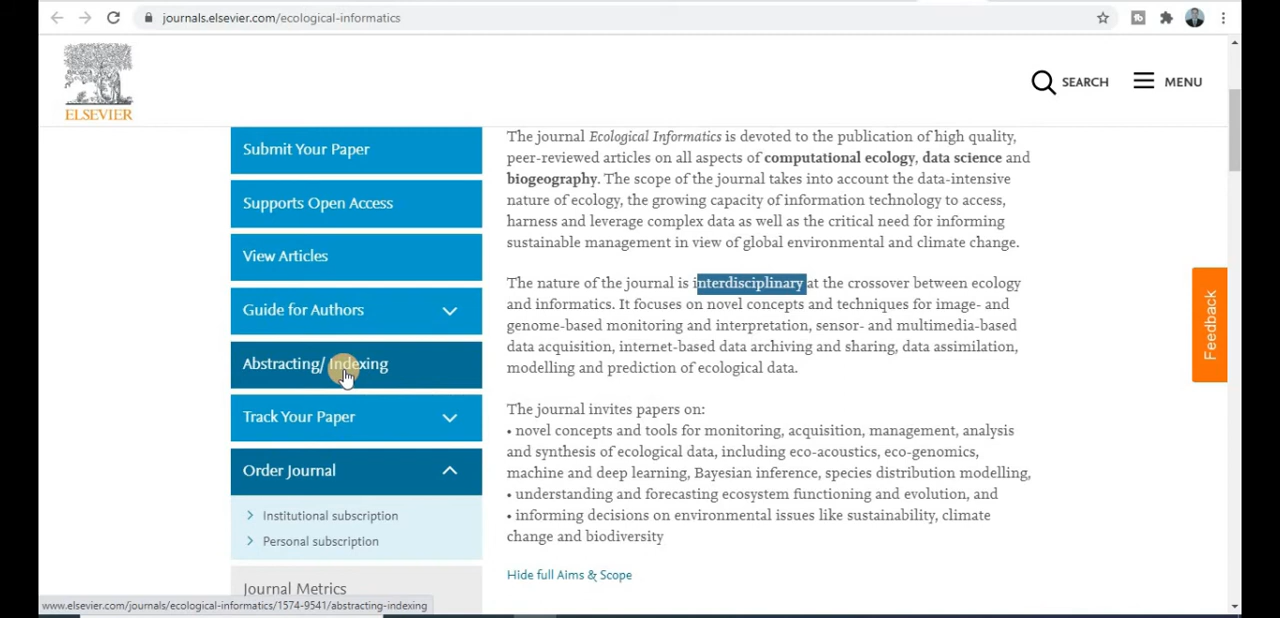 journals.elsevier.com/ecological-informatics
ELSEVIER
SEARCH
MENU
Submit Your Paper
Supports Open Access
View Articles
Guide for Authors
Abstracting/ Indexing
Track Your Paper
Order Journal
Institutional subscription
Personal subscription
Journal Metrics
The journal Ecological Informatics is devoted to the publication of high quality,
peer-reviewed articles on all aspects of computational ecology, data science and
biogeography. The scope of the journal takes into account the data-intensive
nature of ecology, the growing capacity of information technology to access,
harness and leverage complex data as well as the critical need for informing
sustainable management in view of global environmental and climate change.
The nature of the journal is interdisciplinary at the crossover between ecology
and informatics. It focuses on novel concepts and techniques for image- and
genome-based monitoring and interpretation, sensor- and multimedia-based
data acquisition, internet-based data archiving and sharing, data assimilation,
modelling and prediction of ecological data.
The journal invites papers on:
• novel concepts and tools for monitoring, acquisition, management, analysis
and synthesis of ecological data, including eco-acoustics, eco-genomics,
machine and deep learning, Bayesian inference, species distribution modelling,
• understanding and forecasting ecosystem functioning and evolution, and
• informing decisions on environmental issues like sustainability, climate
change and biodiversity
Hide full Aims & Scope
Feedback
www.elsevier.com/journals/ecological-informatics/1574-9541/abstracting-indexing